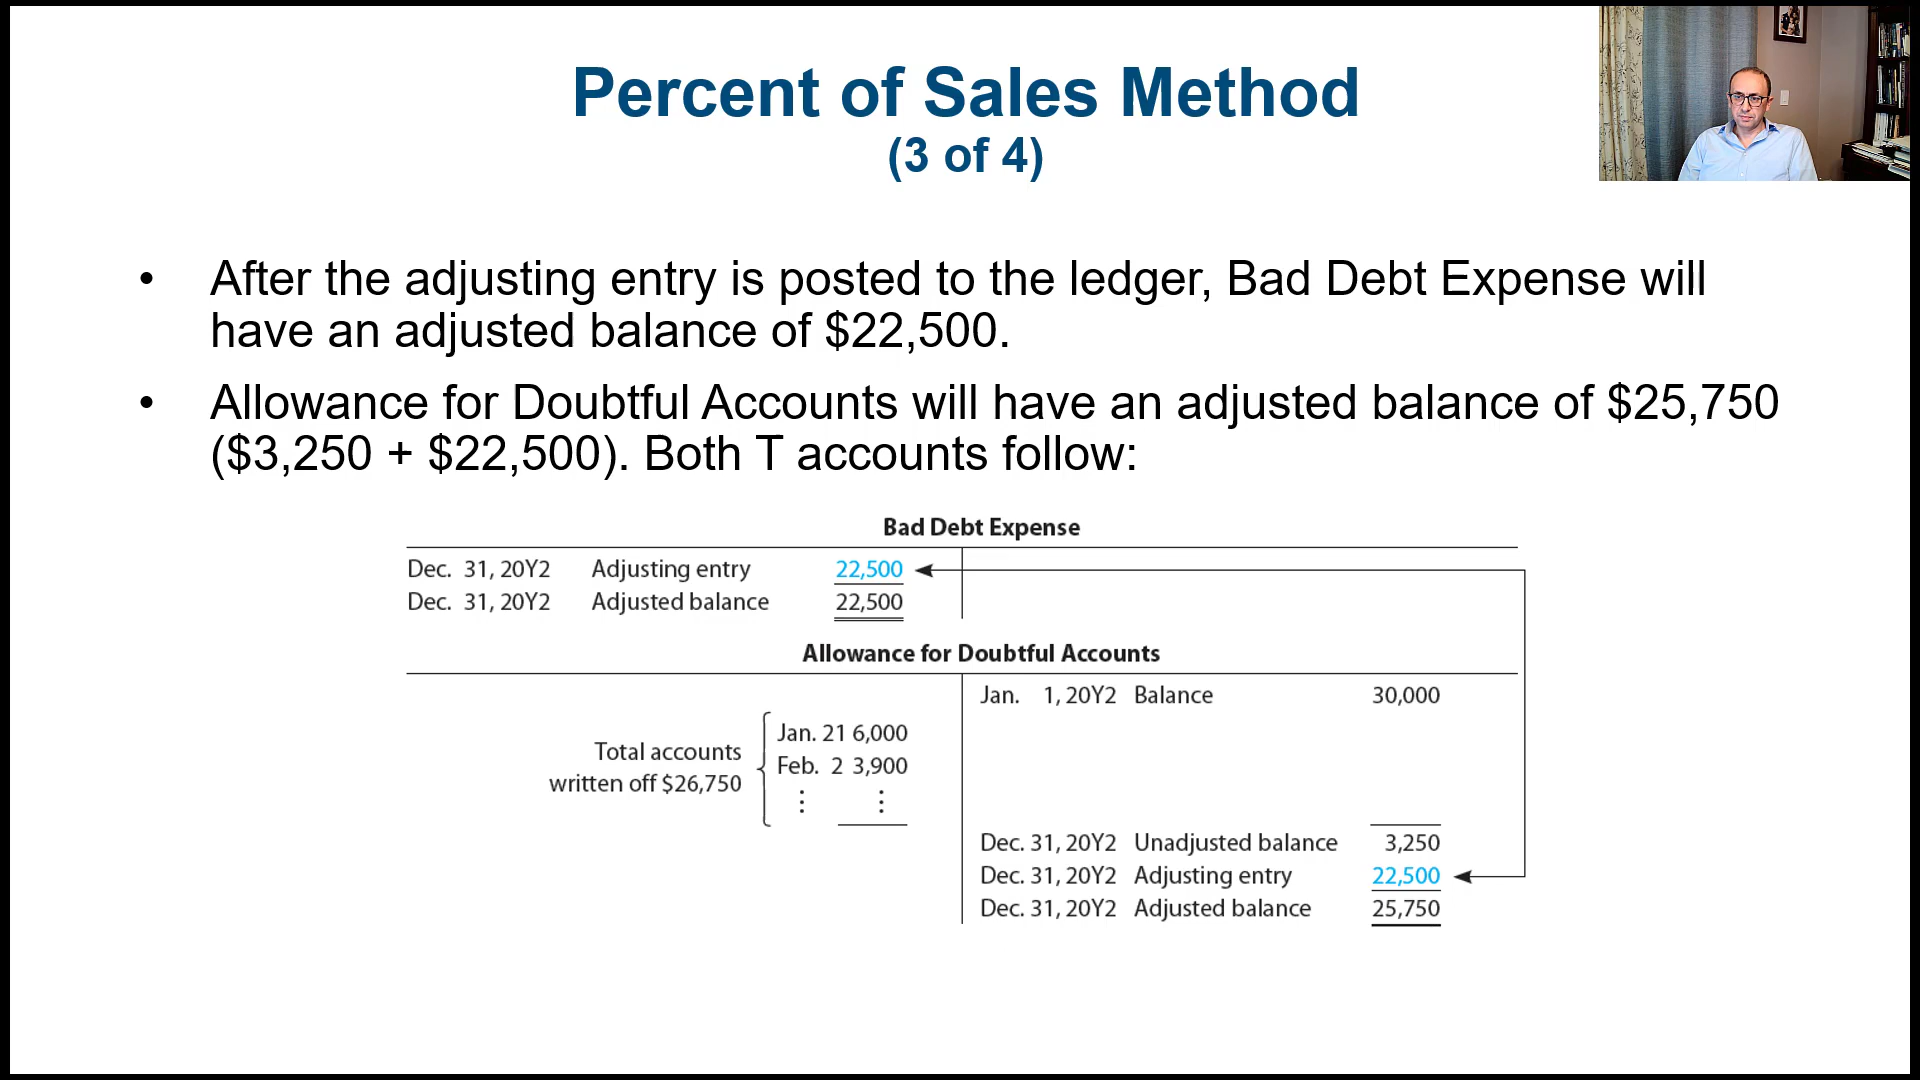 Percent of Sales Method
(3 of 4)
• After the adjusting entry is posted to the ledger, Bad Debt Expense will
have an adjusted balance of $22,500.
• Allowance for Doubtful Accounts will have an adjusted balance of $25,750
($3,250 + $22,500). Both T accounts follow:
Bad Debt Expense
Dec. 31, 20Y2 Adjusting entry 22,500
Dec. 31, 20Y2 Adjusted balance 22,500
Allowance for Doubtful Accounts
Jan. 1, 20Y2 Balance 30,000
Total accounts
written off $26,750
Jan. 21 6,000
Feb. 2 3,900
⋮ ⋮
Dec. 31, 20Y2 Unadjusted balance 3,250
Dec. 31, 20Y2 Adjusting entry 22,500
Dec. 31, 20Y2 Adjusted balance 25,750